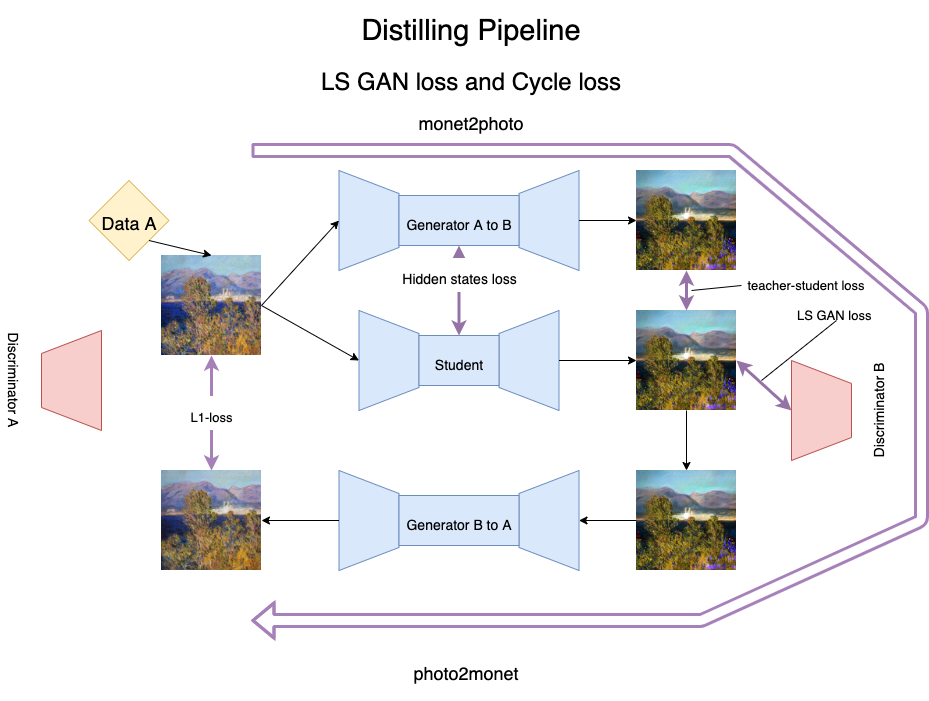 Distilling Pipeline
LS GAN loss and Cycle loss
monet2photo
Data A
Generator A to B
Hidden states loss
teacher-student loss
LS GAN loss
Discriminator A
Student
Discriminator B
L1-loss
Generator B to A
photo2monet